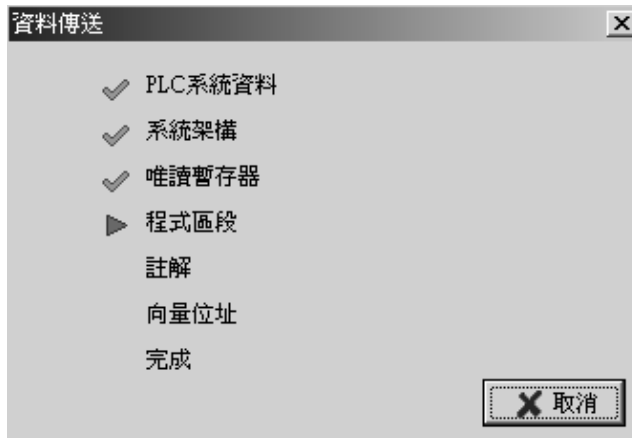 資料傳送
PLC系統資料
系統架構
唯讀暫存器
程式區段
註解
向量位址
完成
取消